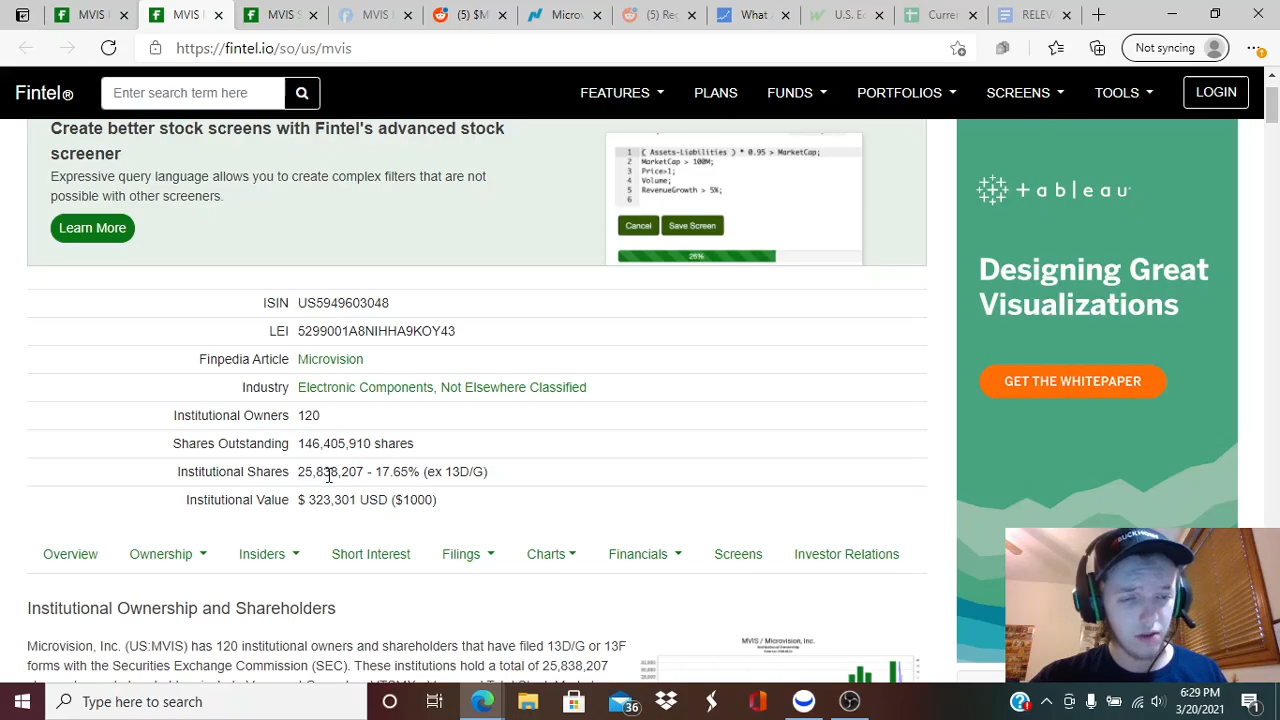 MVIS
MVIS
MVIS
(5) $M
Micro
(5) Re
What
U.S. E
Curre
RELEV
https://fintel.io/so/us/mvis
Not syncing
Fintel®
Enter search term here
FEATURES
PLANS
FUNDS
PORTFOLIOS
SCREENS
TOOLS
LOGIN
Create better stock screens with Fintel's advanced stock
screener
Expressive query language allows you to create complex filters that are not
possible with other screeners.
Learn More
1 ( Assets-Liabilities ) * 0.95 > MarketCap;
2 MarketCap > 100M;
3 Price>1;
4 Volume;
5 RevenueGrowth > 5%;
6
Cancel
Save Screen
26%
+ a b l e a u
Designing Great
Visualizations
GET THE WHITEPAPER
ISIN US5949603048
LEI 5299001A8NIHHA9KOY43
Finpedia Article Microvision
Industry Electronic Components, Not Elsewhere Classified
Institutional Owners 120
Shares Outstanding 146,405,910 shares
Institutional Shares 25,838,207 - 17.65% (ex 13D/G)
Institutional Value $ 323,301 USD ($1000)
Overview
Ownership
Insiders
Short Interest
Filings
Charts
Financials
Screens
Investor Relations
Institutional Ownership and Shareholders
(US:MVIS) has 120 institutional owners and shareholders that have filed 13D/G or 13F
forms with the Securities Exchange Commission (SEC). These institutions hold a total of 25,838,207
MVIS / Microvision, Inc.
Type here to search
36
6:29 PM
3/20/2021
1